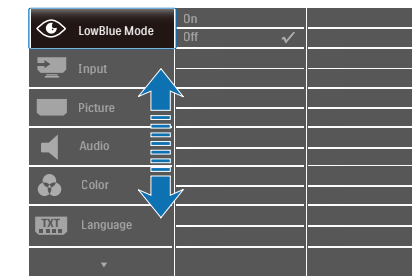 LowBlue Mode
On
Off
Input
Picture
Audio
Color
TXT
Language